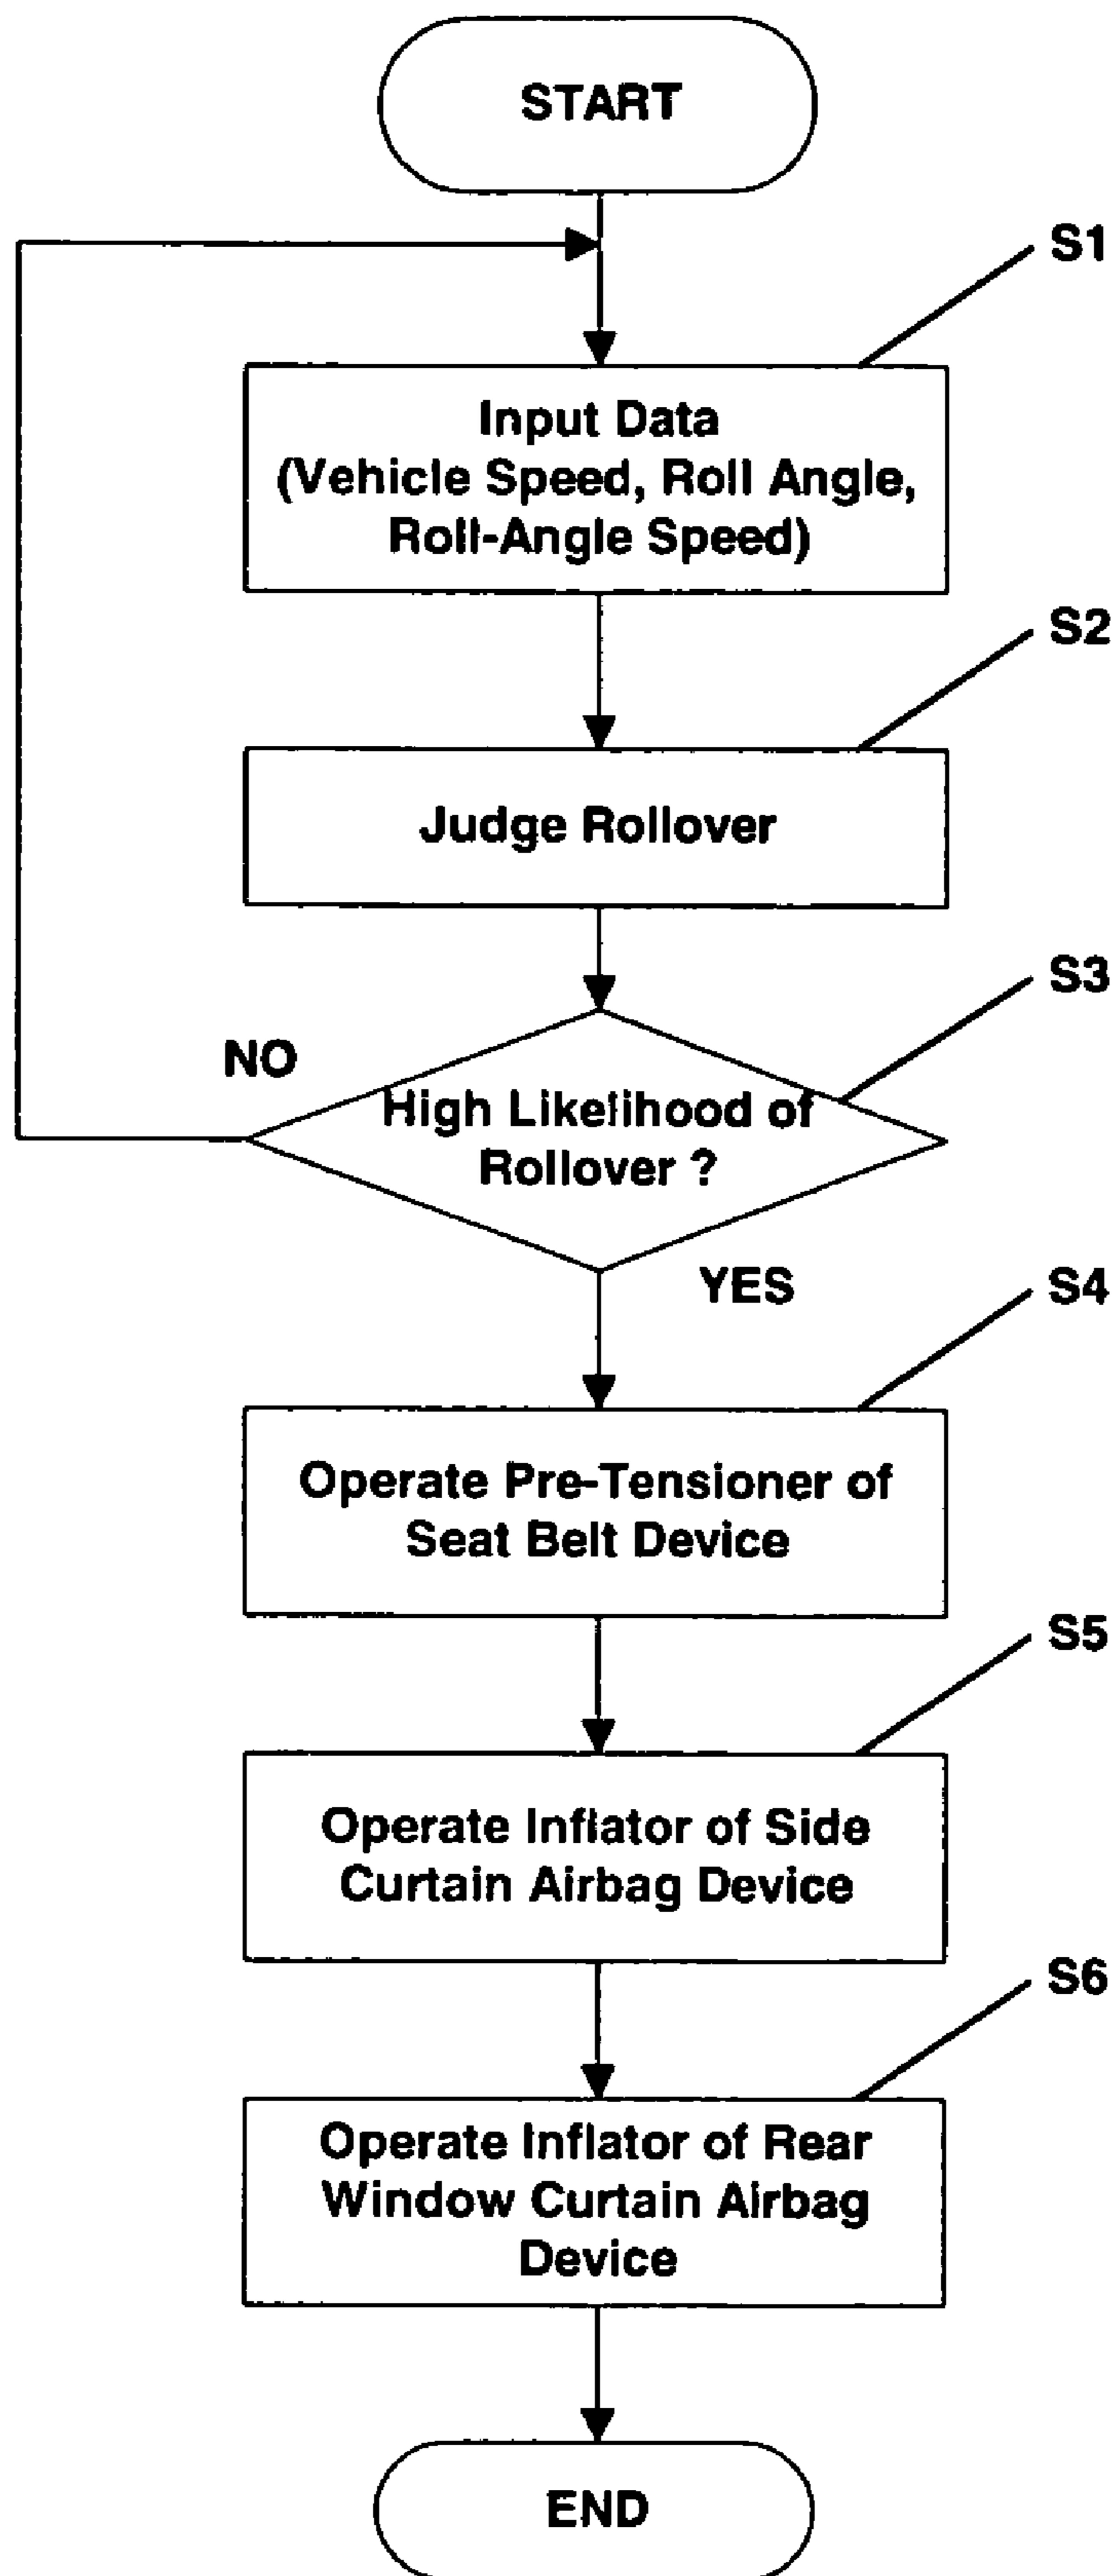 START
S1
Input Data
(Vehicle Speed, Roll Angle,
Roll-Angle Speed)
S2
Judge Rollover
S3
NO
High Likelihood of
Rollover ?
YES
S4
Operate Pre-Tensioner of
Seat Belt Device
S5
Operate Inflator of Side
Curtain Airbag Device
S6
Operate Inflator of Rear
Window Curtain Airbag
Device
END